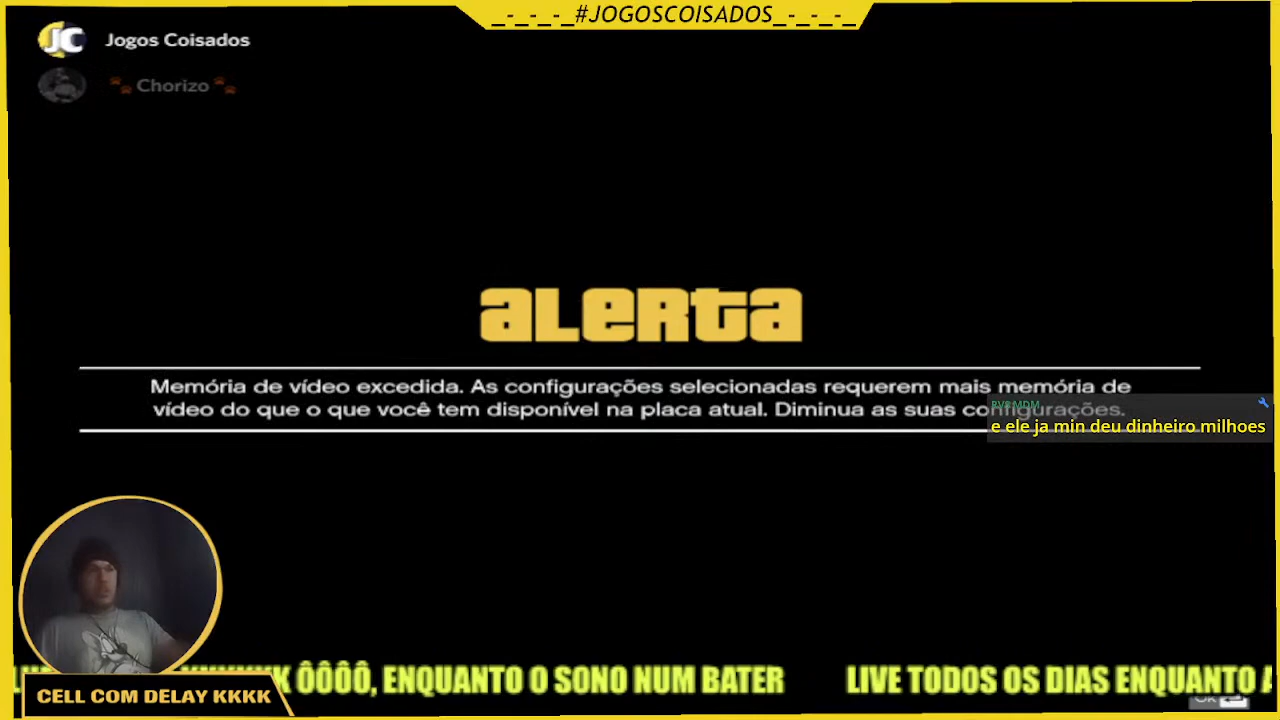 _-_-_-_#JOGOSCOISADOS_-_-_-_
JC Jogos Coisados
Chorizo
alerta
Memória de vídeo excedida. As configurações selecionadas requerem mais memória de
vídeo do que o que você tem disponível na placa atual. Diminua as suas configurações.
e ele ja min deu dinheiro milhoes
ÔÔÔÔ, ENQUANTO O SONO NUM BATER LIVE TODOS OS DIAS ENQUANTO A
CELL COM DELAY KKKK
Ok